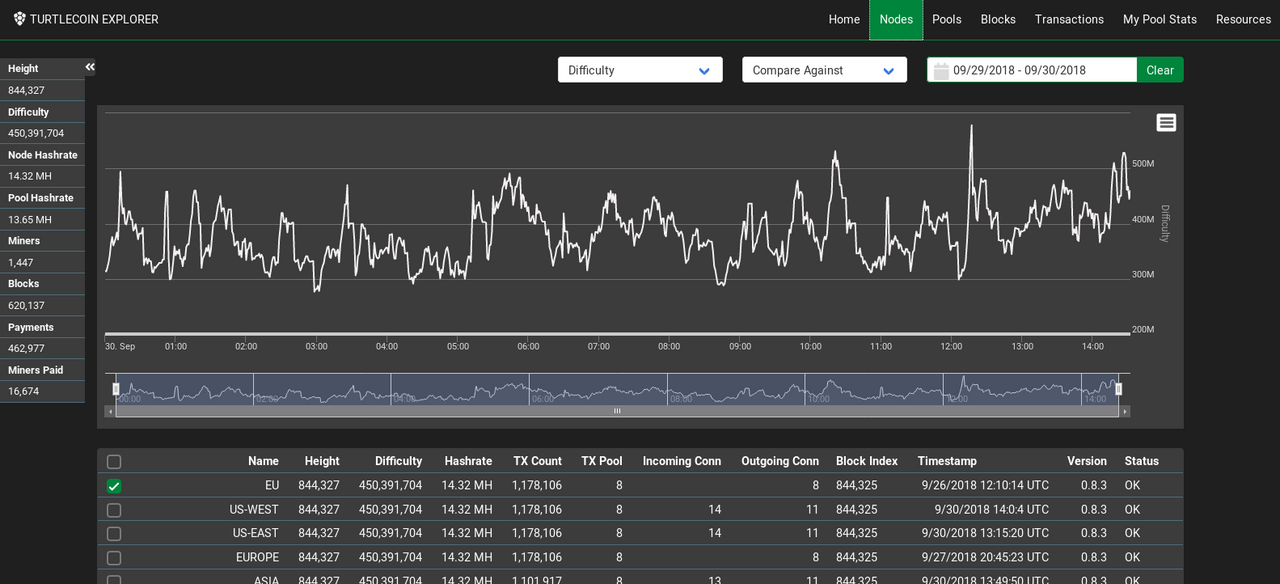 TURTLECOIN EXPLORER Home Nodes Pools Blocks Transactions My Pool Stats Resources
Height
844,327
Difficulty
450,391,704
Node Hashrate
14.32 MH
Pool Hashrate
13.65 MH
Miners
1,447
Blocks
620,137
Payments
462,977
Miners Paid
16,674
Difficulty Compare Against 09/29/2018 - 09/30/2018 Clear
500M
400M
300M
200M
Difficulty
30. Sep 01:00 02:00 03:00 04:00 05:00 06:00 07:00 08:00 09:00 10:00 11:00 12:00 13:00 14:00
00:00 02:00 04:00 06:00 08:00 10:00 12:00 14:00
Name Height Difficulty Hashrate TX Count TX Pool Incoming Conn Outgoing Conn Block Index Timestamp Version Status
EU 844,327 450,391,704 14.32 MH 1,178,106 8 8 844,325 9/26/2018 12:10:14 UTC 0.8.3 OK
US-WEST 844,327 450,391,704 14.32 MH 1,178,106 8 14 11 844,325 9/30/2018 14:0:4 UTC 0.8.3 OK
US-EAST 844,327 450,391,704 14.32 MH 1,178,106 8 14 11 844,325 9/30/2018 13:15:20 UTC 0.8.3 OK
EUROPE 844,327 450,391,704 14.32 MH 1,178,106 8 8 844,325 9/27/2018 20:45:23 UTC 0.8.3 OK
ASIA 844,327 450,391,704 14.32 MH 1,101,917 8 13 11 844,325 9/30/2018 13:49:50 UTC 0.8.3 OK